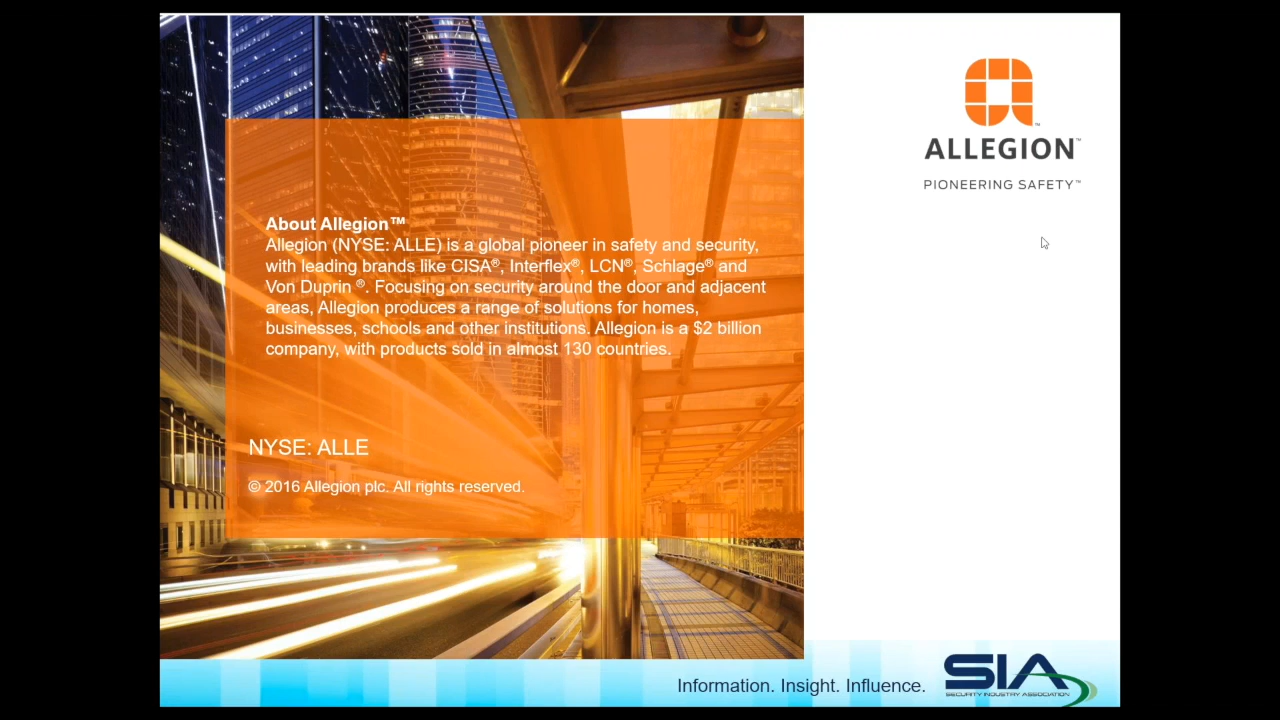 ALLEGION™
PIONEERING SAFETY™
About Allegion™
Allegion (NYSE: ALLE) is a global pioneer in safety and security,
with leading brands like CISA®, Interflex®, LCN®, Schlage® and
Von Duprin ®. Focusing on security around the door and adjacent
areas, Allegion produces a range of solutions for homes,
businesses, schools and other institutions. Allegion is a $2 billion
company, with products sold in almost 130 countries.
NYSE: ALLE
© 2016 Allegion plc. All rights reserved.
Information. Insight. Influence.
SIA
SECURITY INDUSTRY ASSOCIATION